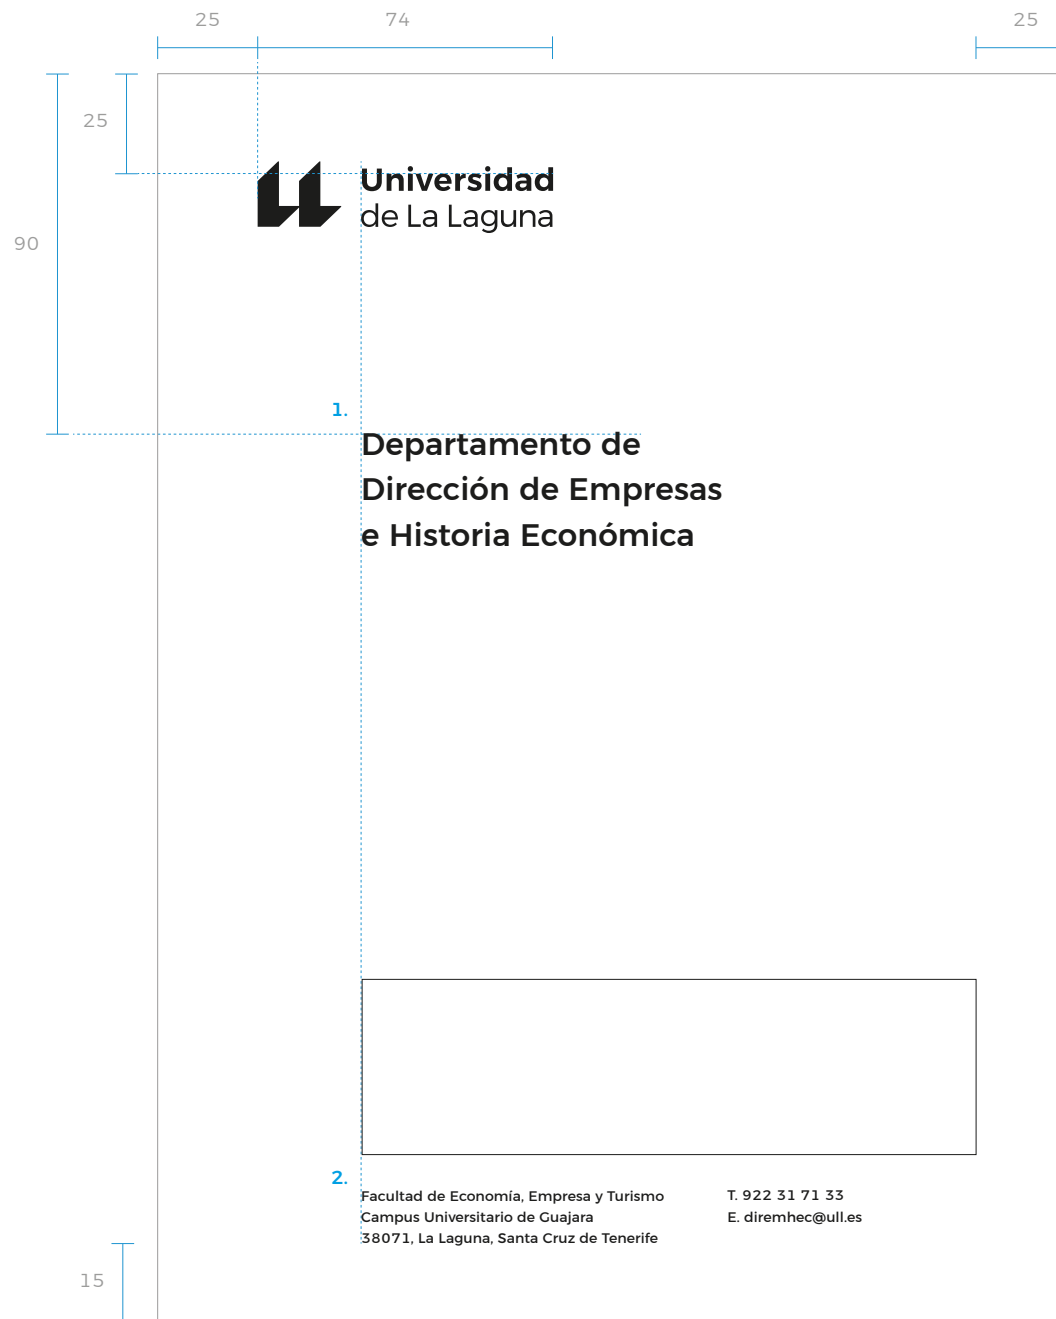 25 74 25
25
90
Universidad
de La Laguna
1.
Departamento de
Dirección de Empresas
e Historia Económica
2.
Facultad de Economía, Empresa y Turismo
Campus Universitario de Guajara
38071, La Laguna, Santa Cruz de Tenerife
T. 922 31 71 33
E. diremhec@ull.es
15